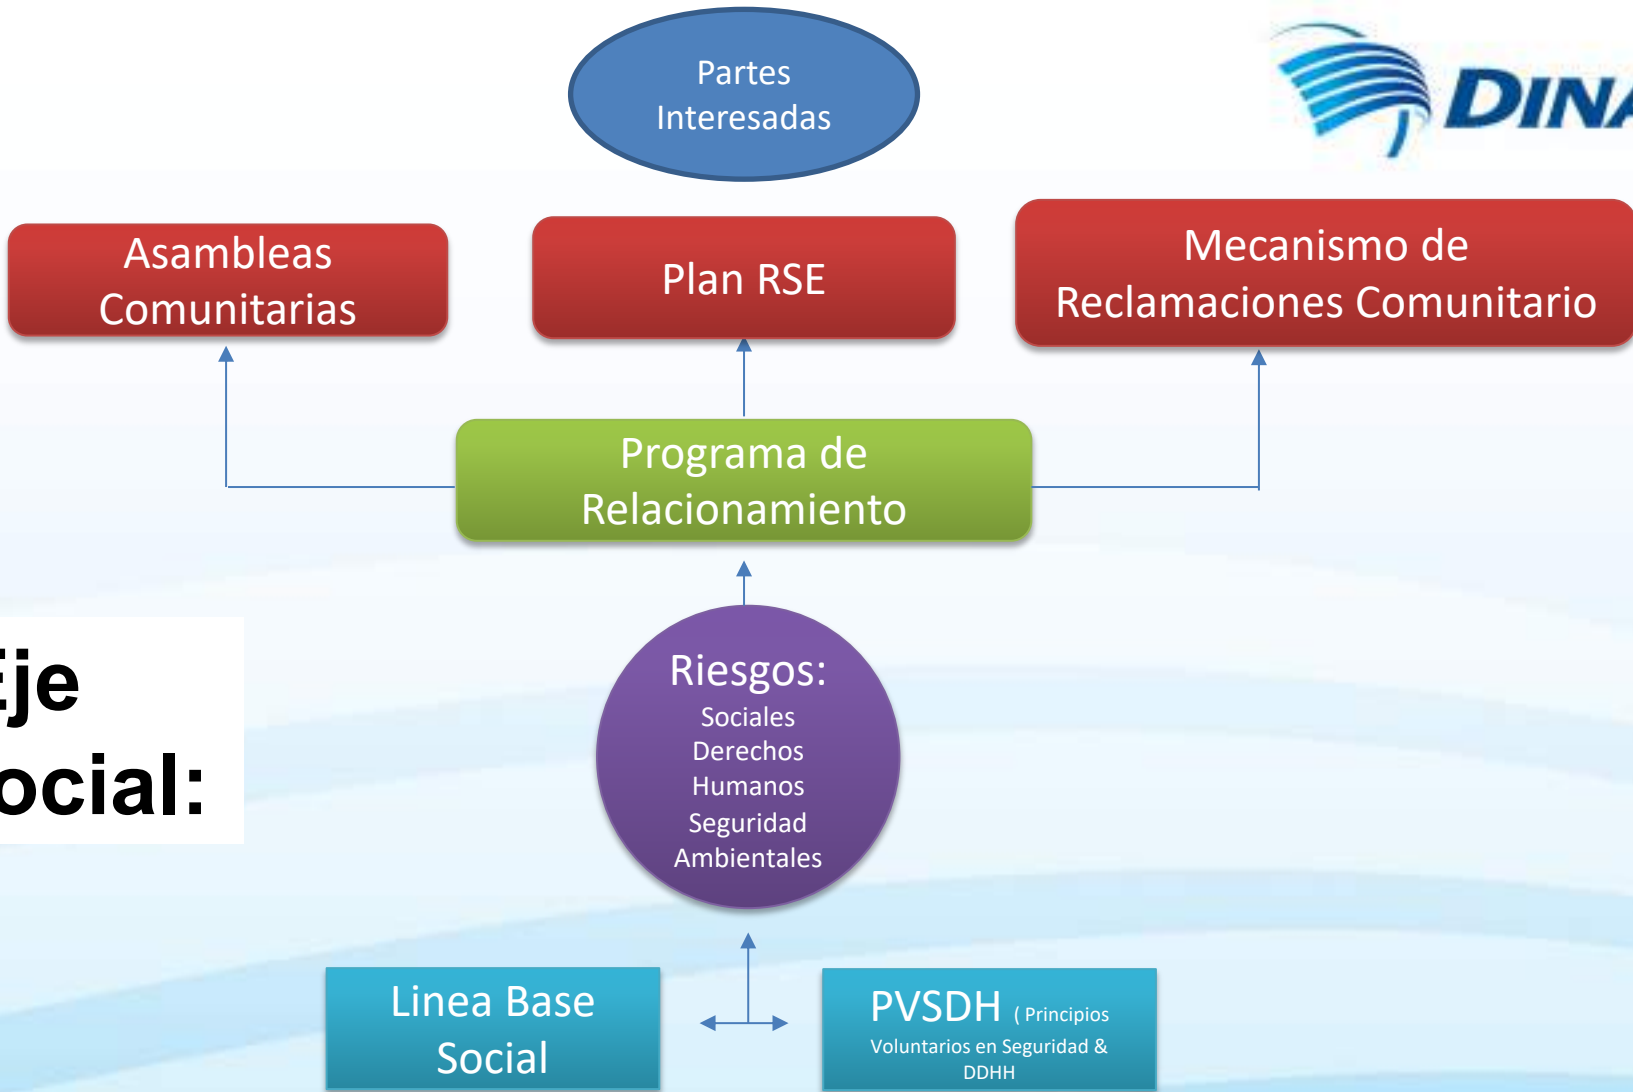 Partes
Interesadas
DINA
Asambleas
Comunitarias
Plan RSE
Mecanismo de
Reclamaciones Comunitario
Programa de
Relacionamiento
Eje
ocial:
Riesgos:
Sociales
Derechos
Humanos
Seguridad
Ambientales
Linea Base
Social
PVSDH ( Principios
Voluntarios en Seguridad &
DDHH